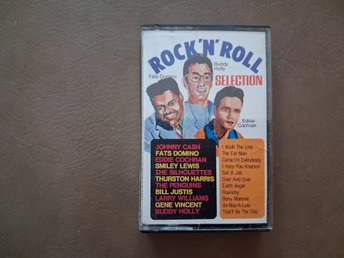 ROCK'N'ROLL
SELECTION
Fats Domino
Buddy
Holly
Eddie
Cochran
JOHNNY CASH
FATS DOMINO
EDDIE COCHRAN
SMILEY LEWIS
THE SILHOUETTES
THURSTON HARRIS
THE PENGUINS
BILL JUSTIS
LARRY WILLIAMS
GENE VINCENT
BUDDY HOLLY
I Walk The Line
The Fat Man
Come On Everybody
I Hear You Knockin'
Get A Job
Over And Over
Earth Angel
Raunchy
Bony Maronie
Be-Bop-A-Lula
That'll Be The Day